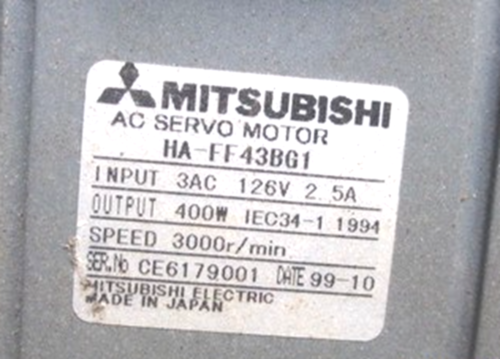 MITSUBISHI
AC SERVO MOTOR
HA-FF43BG1
INPUT 3AC 126V 2.5A
OUTPUT 400W IEC34-1 1994
SPEED 3000r/min
SER.No CE6179001 DATE 99-10
MITSUBISHI ELECTRIC
MADE IN JAPAN